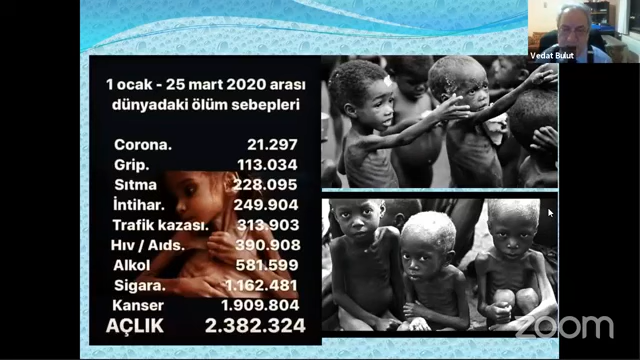 Vedat Bulut
1 ocak - 25 mart 2020 arası
dünyadaki ölüm sebepleri
Corona. 21.297
Grip. 113.034
Sıtma 228.095
İntihar. 249.904
Trafik kazası. 313.903
Hıv / Aıds. 390.908
Alkol 581.599
Sigara. 1.162.481
Kanser 1.909.804
AÇLIK 2.382.324
zoom